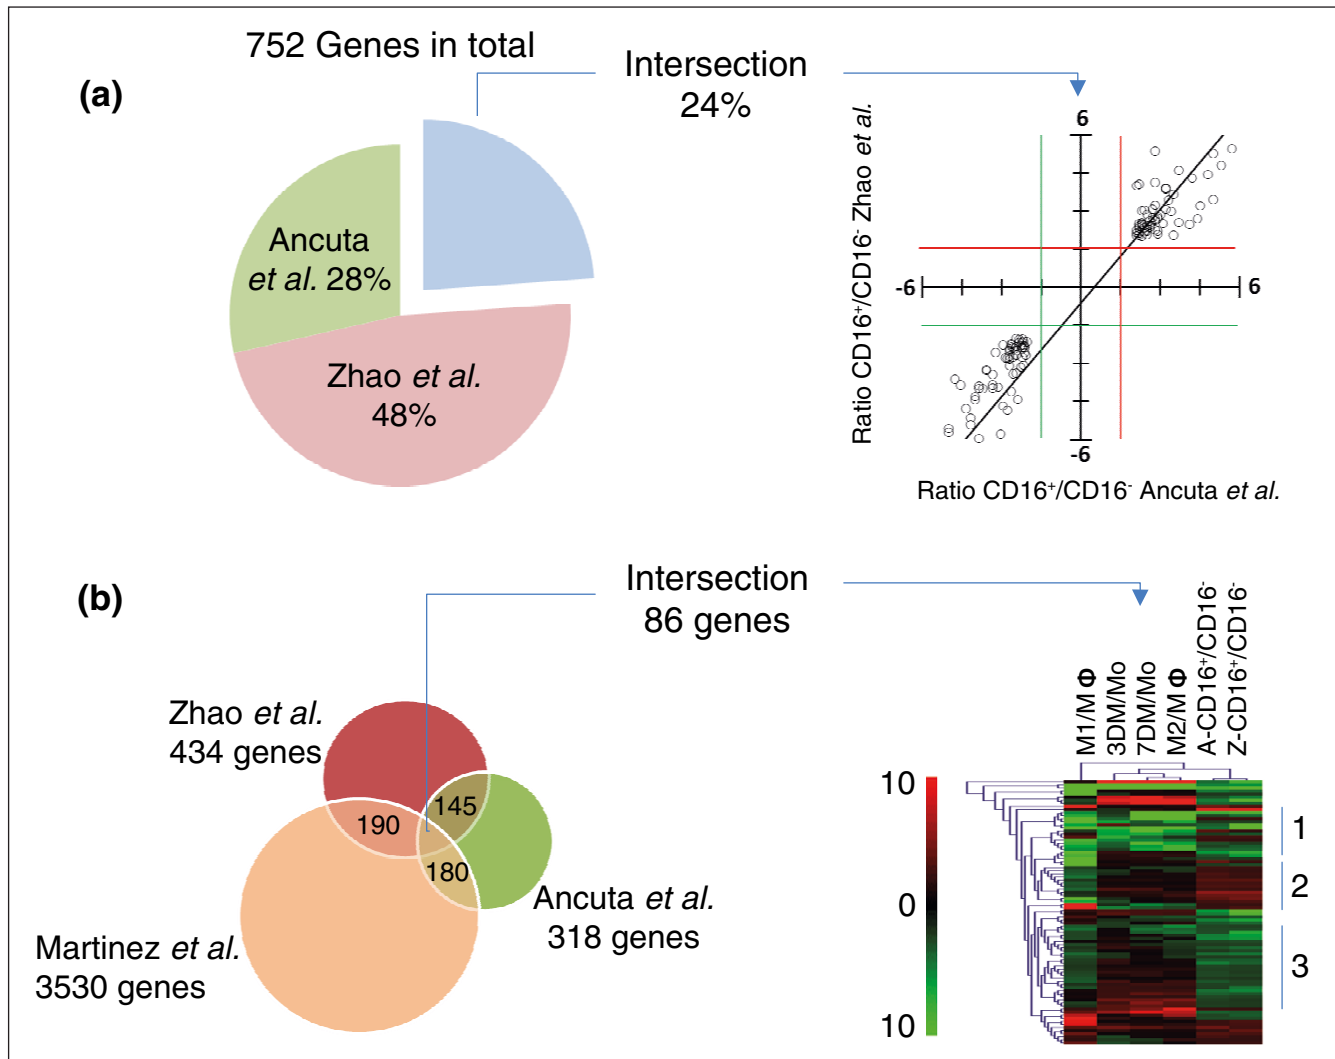 752 Genes in total
(a)
Intersection
24%
Ancuta
et al. 28%
Zhao et al.
48%
Ratio CD16⁺/CD16⁻ Zhao et al.
6
-6
6
-6
Ratio CD16⁺/CD16⁻ Ancuta et al.
(b)
Intersection
86 genes
Zhao et al.
434 genes
145
190
180
Ancuta et al.
318 genes
Martinez et al.
3530 genes
M1/M Φ
3DM/Mo
7DM/Mo
M2/M Φ
A-CD16⁺/CD16⁻
Z-CD16⁺/CD16⁻
10
0
10
1
2
3